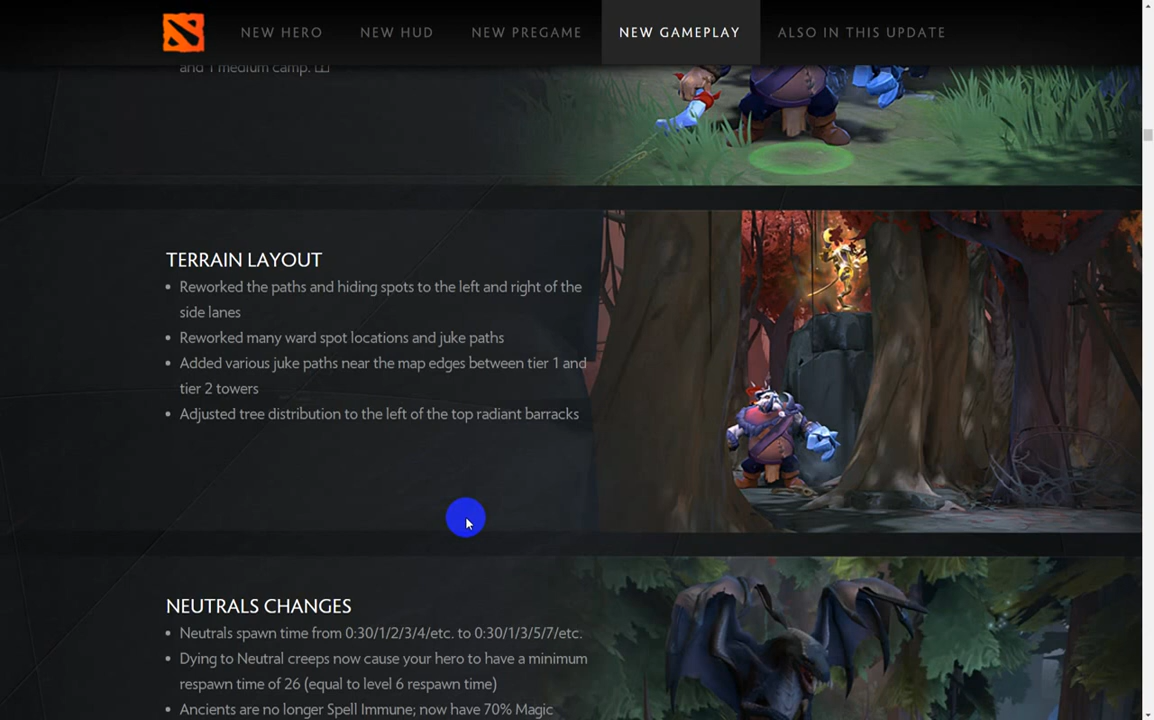 NEW HERO
NEW HUD
NEW PREGAME
NEW GAMEPLAY
ALSO IN THIS UPDATE
and 1 medium camp.
TERRAIN LAYOUT
• Reworked the paths and hiding spots to the left and right of the
side lanes
• Reworked many ward spot locations and juke paths
• Added various juke paths near the map edges between tier 1 and
tier 2 towers
• Adjusted tree distribution to the left of the top radiant barracks
NEUTRALS CHANGES
• Neutrals spawn time from 0:30/1/2/3/4/etc. to 0:30/1/3/5/7/etc.
• Dying to Neutral creeps now cause your hero to have a minimum
respawn time of 26 (equal to level 6 respawn time)
• Ancients are no longer Spell Immune; now have 70% Magic